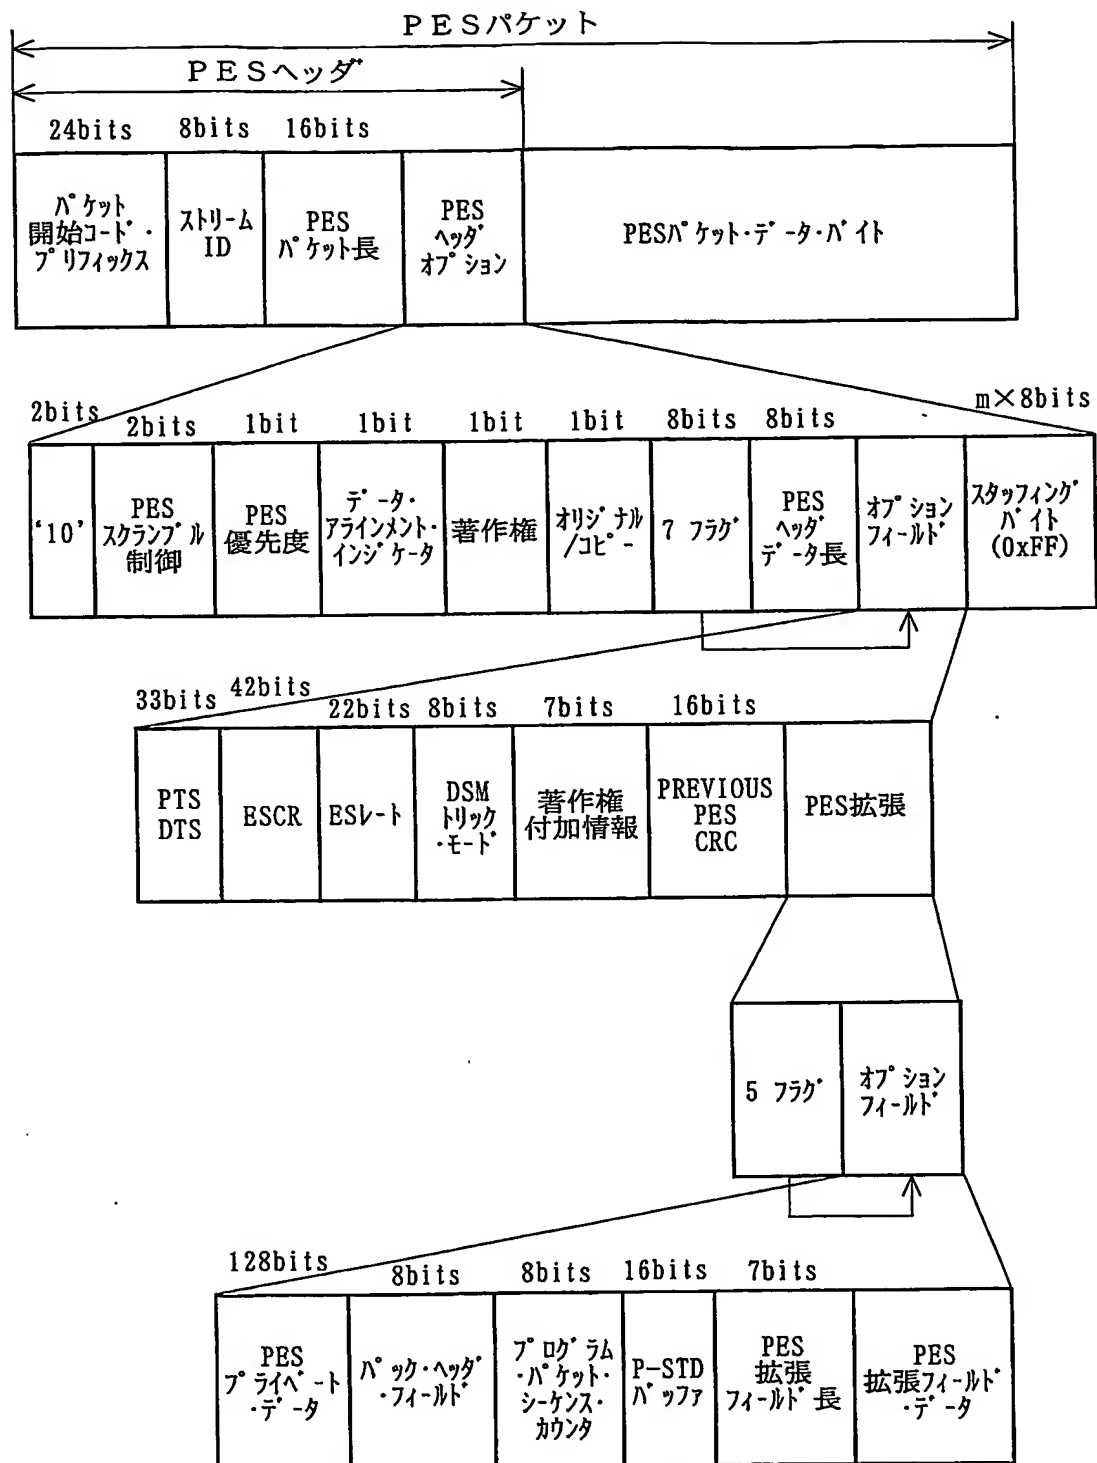 PESパケット
PESヘッダ
24bits 8bits 16bits
パケット
開始コード・
プリフィックス
ストリーム
ID
PES
パケット長
PES
ヘッダ
オプション
PESパケット・データ・バイト
2bits 2bits 1bit 1bit 1bit 1bit 8bits 8bits m×8bits
‘10’
PES
スクランブル
制御
PES
優先度
データ・
アラインメント・
インジケータ
著作権
オリジナル
/コピー
7 フラグ
PES
ヘッダ
データ長
オプション
フィールド
スタッフィング
バイト
(0xFF)
33bits 42bits 22bits 8bits 7bits 16bits
PTS
DTS
ESCR
ESレート
DSM
トリック
・モード
著作権
付加情報
PREVIOUS
PES
CRC
PES拡張
5 フラグ
オプション
フィールド
128bits 8bits 8bits 16bits 7bits
PES
プライベート
・データ
パック・ヘッダ
・フィールド
プログラム
・パケット・
シーケンス・
カウンタ
P-STD
バッファ
PES
拡張
フィールド長
PES
拡張フィールド
・データ